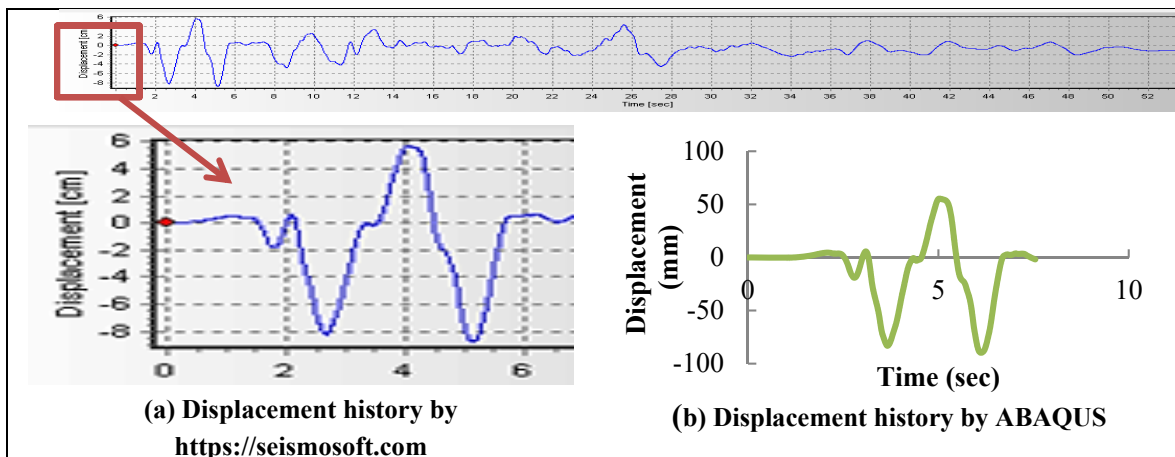 Displacement [cm]
6
4
2
0
-2
-4
-6
-8
0 2 4 6 8 10 12 14 16 18 20 22 24 26 28 30 32 34 36 38 40 42 44 46 48 50 52
Time [sec]
Displacement [cm]
6
4
2
0
-2
-4
-6
-8
0 2 4 6
(a) Displacement history by
https://seismosoft.com
Displacement
(mm)
100
50
0
-50
-100
0 5 10
Time (sec)
(b) Displacement history by ABAQUS